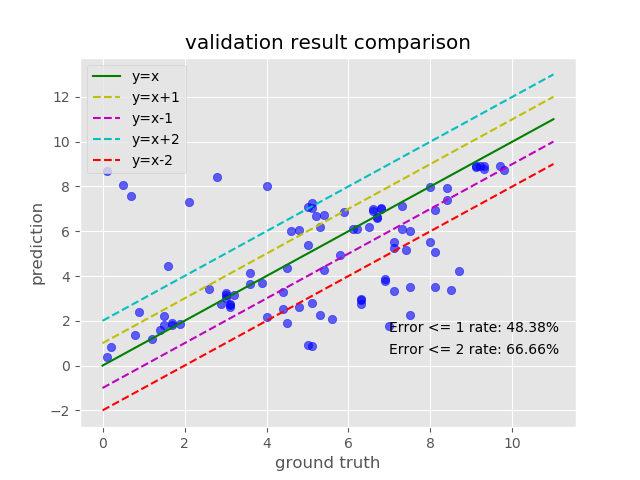 validation result comparison
y=x
y=x+1
y=x-1
y=x+2
y=x-2
12
10
8
6
4
2
0
−2
prediction
Error <= 1 rate: 48.38%
Error <= 2 rate: 66.66%
0 2 4 6 8 10
ground truth